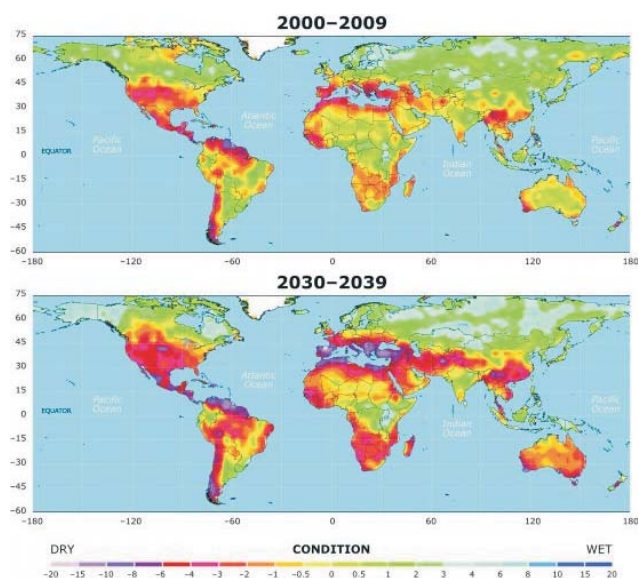 2000–2009
75
60
45
30
15
0
−15
−30
−45
−60
Atlantic
Ocean
Pacific
Ocean
EQUATOR
Indian
Ocean
Pacific
Ocean
−180 −120 −60 0 60 120 180
2030–2039
75
60
45
30
15
0
−15
−30
−45
−60
Atlantic
Ocean
Pacific
Ocean
EQUATOR
Indian
Ocean
Pacific
Ocean
−180 −120 −60 0 60 120 180
DRY CONDITION WET
−20 −15 −10 −8 −6 −4 −3 −2 −1 −0.5 0 0.5 1 2 3 4 6 8 10 15 20